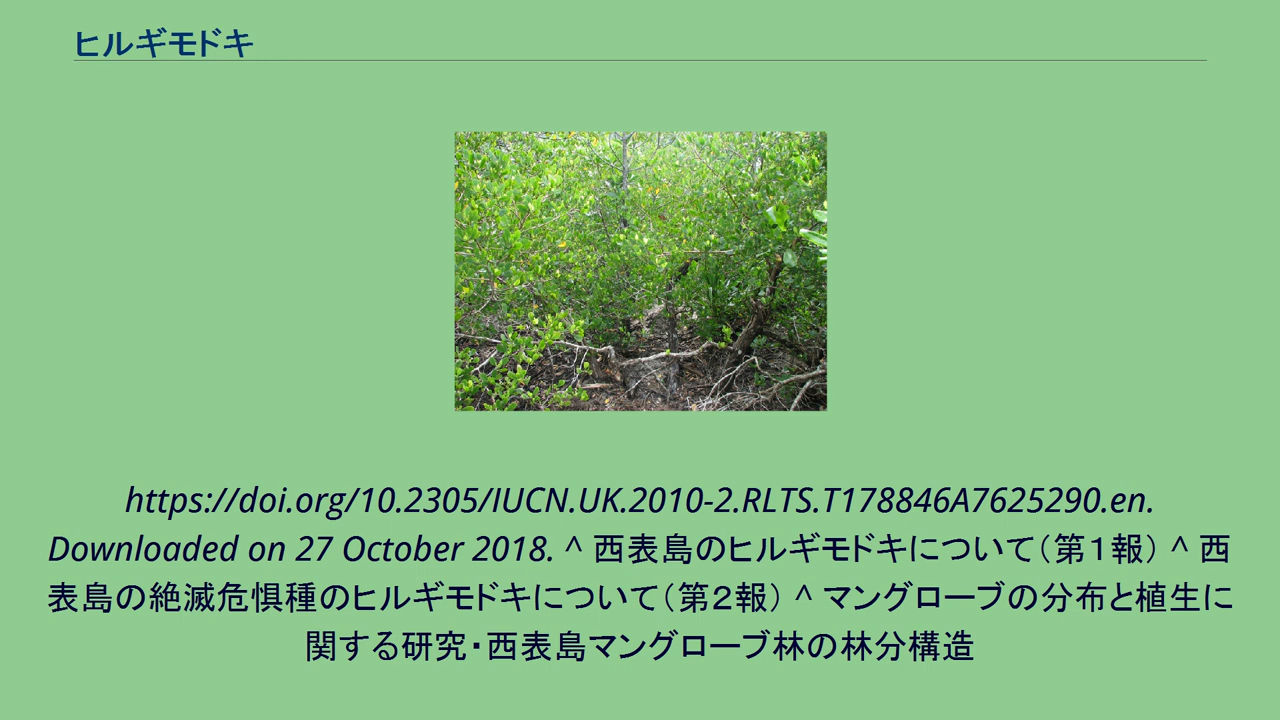 ヒルギモドキ
https://doi.org/10.2305/IUCN.UK.2010-2.RLTS.T178846A7625290.en.
Downloaded on 27 October 2018. ^ 西表島のヒルギモドキについて（第１報） ^ 西
表島の絶滅危惧種のヒルギモドキについて（第２報） ^ マングローブの分布と植生に
関する研究・西表島マングローブ林の林分構造